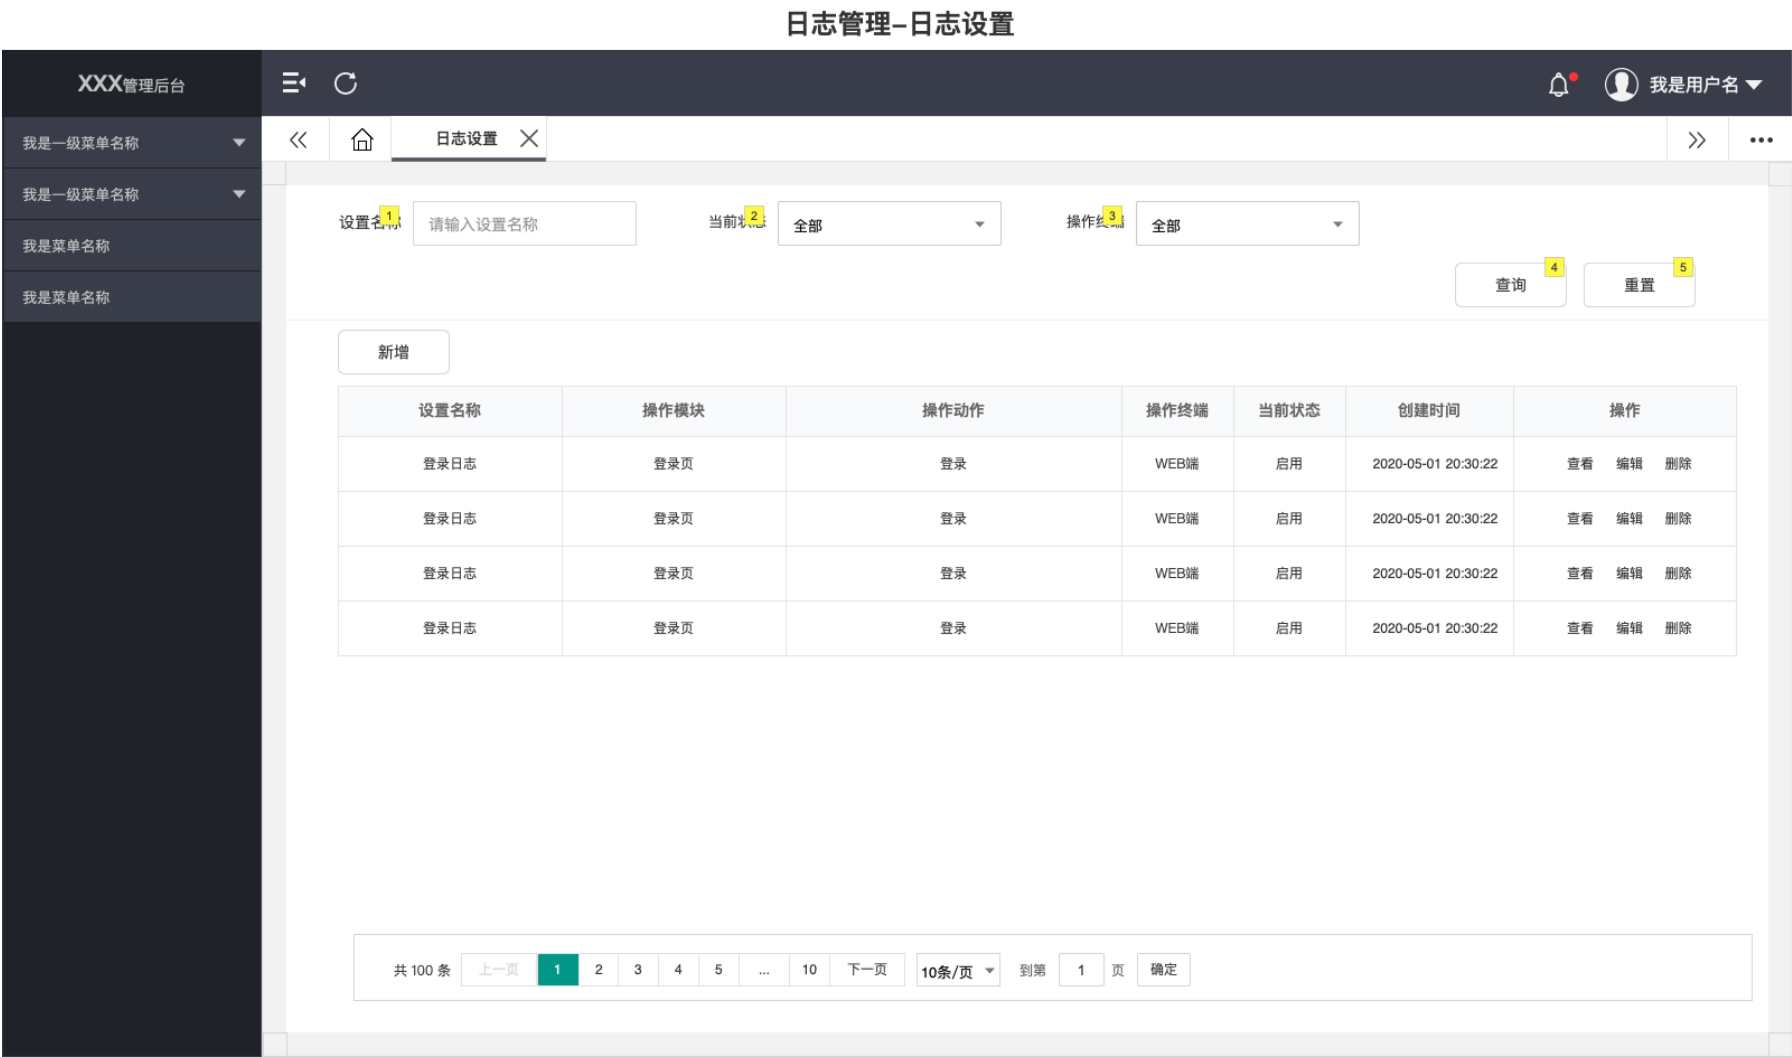 日志管理–日志设置
XXX管理后台
我是用户名
我是一级菜单名称
我是一级菜单名称
我是菜单名称
我是菜单名称
日志设置
设置名称 1 请输入设置名称 当前状态 2 全部 操作终端 3 全部
查询 4 重置 5
新增
设置名称 操作模块 操作动作 操作终端 当前状态 创建时间 操作
登录日志 登录页 登录 WEB端 启用 2020-05-01 20:30:22 查看 编辑 删除
登录日志 登录页 登录 WEB端 启用 2020-05-01 20:30:22 查看 编辑 删除
登录日志 登录页 登录 WEB端 启用 2020-05-01 20:30:22 查看 编辑 删除
登录日志 登录页 登录 WEB端 启用 2020-05-01 20:30:22 查看 编辑 删除
共 100 条 上一页 1 2 3 4 5 ... 10 下一页 10条/页 到第 1 页 确定